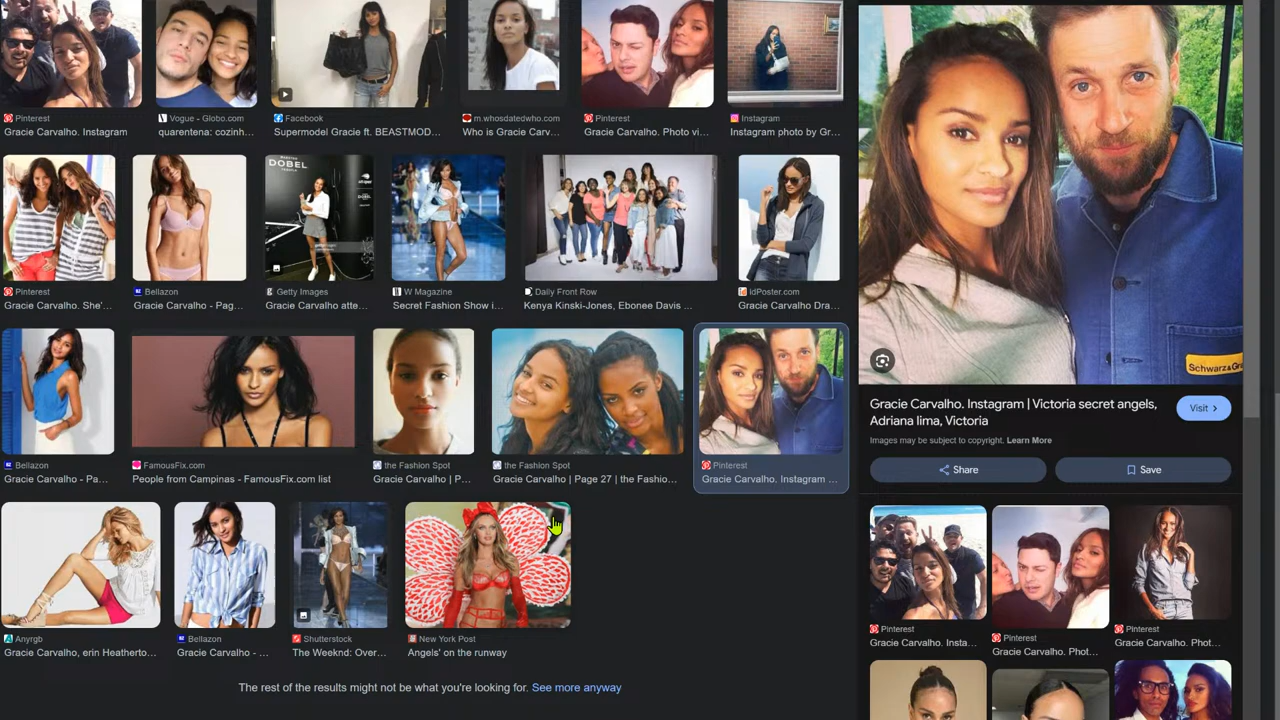 Pinterest
Gracie Carvalho. Instagram
Vogue - Globo.com
quarentena: cozinh...
Facebook
Supermodel Gracie ft. BEASTMOD...
m.whosdatedwho.com
Who is Gracie Carv...
Pinterest
Gracie Carvalho. Photo vi...
Instagram
Instagram photo by Gr...
DOBEL
Pinterest
Gracie Carvalho. She'...
Bellazon
Gracie Carvalho - Pag...
Getty Images
Gracie Carvalho atte...
W Magazine
Secret Fashion Show i...
Daily Front Row
Kenya Kinski-Jones, Ebonee Davis ...
idPoster.com
Gracie Carvalho Dra...
Bellazon
Gracie Carvalho - Pa...
FamousFix.com
People from Campinas - FamousFix.com list
the Fashion Spot
Gracie Carvalho | P...
the Fashion Spot
Gracie Carvalho | Page 27 | the Fashio...
Pinterest
Gracie Carvalho. Instagram ...
Anyrgb
Gracie Carvalho, erin Heatherto...
Bellazon
Gracie Carvalho - ...
Shutterstock
The Weeknd: Over...
New York Post
Angels' on the runway
The rest of the results might not be what you're looking for. See more anyway
Schwarz&Gr
Gracie Carvalho. Instagram | Victoria secret angels,
Adriana lima, Victoria
Visit
Images may be subject to copyright. Learn More
Share
Save
Pinterest
Gracie Carvalho. Insta...
Pinterest
Gracie Carvalho. Phot...
Pinterest
Gracie Carvalho. Phot...